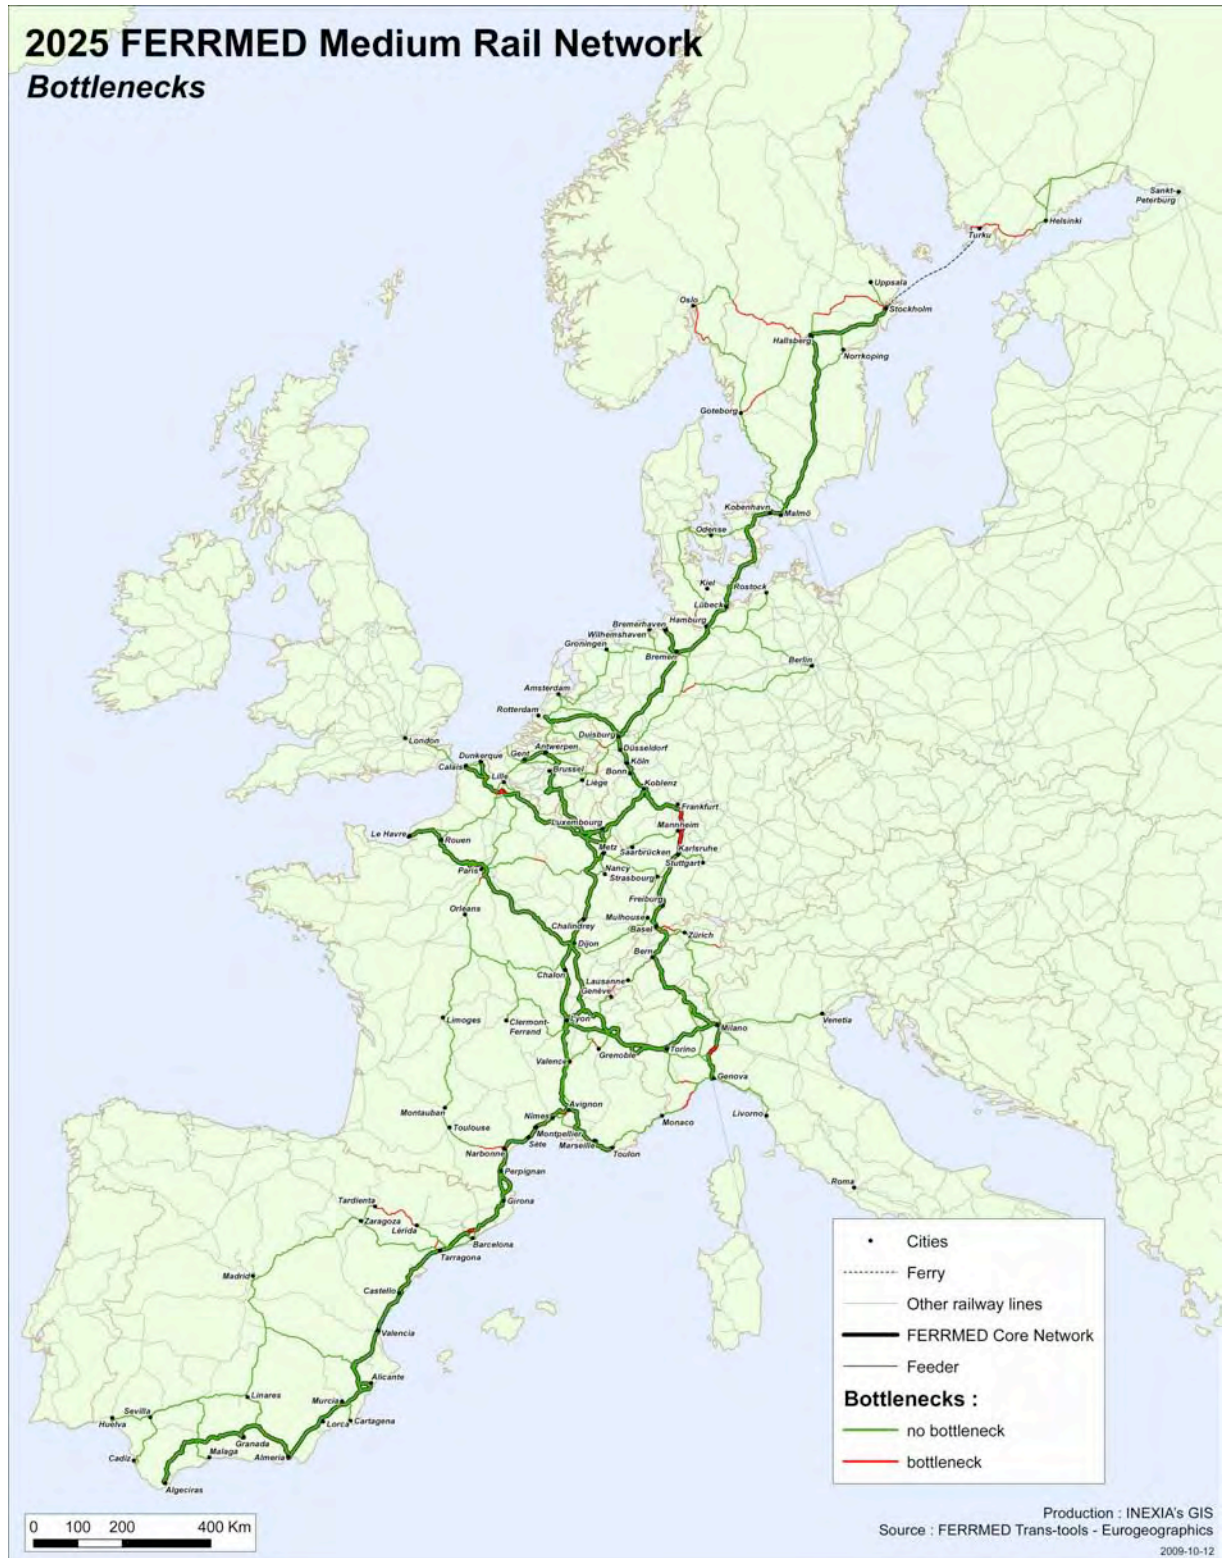 2025 FERRMED Medium Rail Network
Bottlenecks
Sankt-
Peterburg
Helsinki
Turku
Uppsala
Oslo
Stockholm
Hallsberg
Norrkoping
Goteborg
Kobenhavn
Malmö
Odense
Kiel
Rostock
Lübeck
Hamburg
Bremerhaven
Wilhemshaven
Groningen
Bremen
Berlin
Amsterdam
Rotterdam
Duisburg
London
Antwerpen
Düsseldorf
Dunkerque
Gent
Köln
Calais
Brussel
Bonn
Lille
Liège
Koblenz
Frankfurt
Luxembourg
Mannheim
Le Havre
Rouen
Metz
Karlsruhe
Saarbrücken
Stuttgart
Paris
Nancy
Strasbourg
Freiburg
Orleans
Mulhouse
Chalindrey
Basel
Zürich
Dijon
Bern
Chalon
Lausanne
Genève
Limoges
Clermont-
Ferrand
Lyon
Milano
Venetia
Valence
Grenoble
Torino
Genova
Montauban
Avignon
Nîmes
Monaco
Livorno
Toulouse
Montpellier
Sète
Marseille
Toulon
Narbonne
Perpignan
Roma
Tardienta
Girona
Zaragoza
Lérida
Barcelona
Tarragona
Madrid
Castello
Valencia
Alicante
Linares
Murcia
Sevilla
Huelva
Lorca
Cartagena
Granada
Cadiz
Malaga
Almeria
Algeciras
Cities
Ferry
Other railway lines
FERRMED Core Network
Feeder
Bottlenecks :
no bottleneck
bottleneck
0 100 200 400 Km
Production : INEXIA's GIS
Source : FERRMED Trans-tools - Eurogeographics
2009-10-12